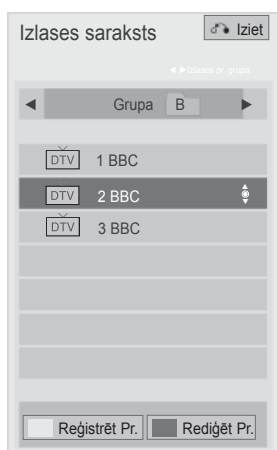 Izlases saraksts
Iziet
◄ ►Izlases pr. grupa
◄ Grupa B ►
DTV 1 BBC
DTV 2 BBC
DTV 3 BBC
Reģistrēt Pr. Rediģēt Pr.